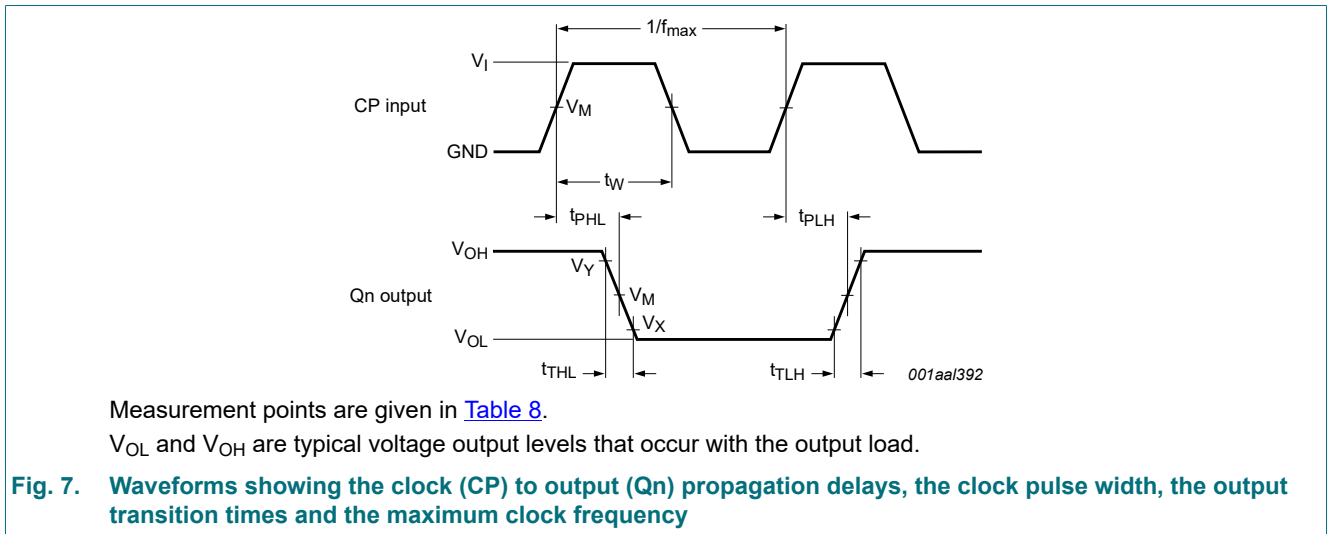 1/fmax
VI
CP input
VM
GND
tW
tPHL
tPLH
VOH
VY
Qn output
VM
VX
VOL
tTHL
tTLH
001aal392
Measurement points are given in Table 8.
VOL and VOH are typical voltage output levels that occur with the output load.
Fig. 7. Waveforms showing the clock (CP) to output (Qn) propagation delays, the clock pulse width, the output
transition times and the maximum clock frequency